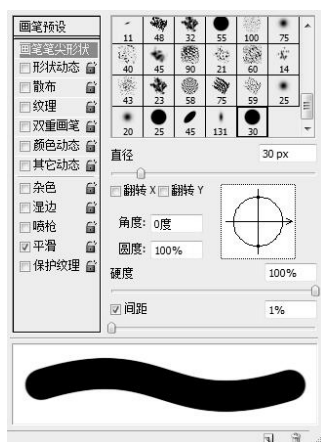 画笔预设
画笔笔尖形状
形状动态
散布
纹理
双重画笔
颜色动态
其它动态
杂色
湿边
喷枪
平滑
保护纹理
11 48 32 55 100 75
40 45 90 21 60 14
43 23 58 75 59 25
20 25 45 131 30
直径 30 px
翻转 X 翻转 Y
角度: 0度
圆度: 100%
硬度 100%
间距 1%